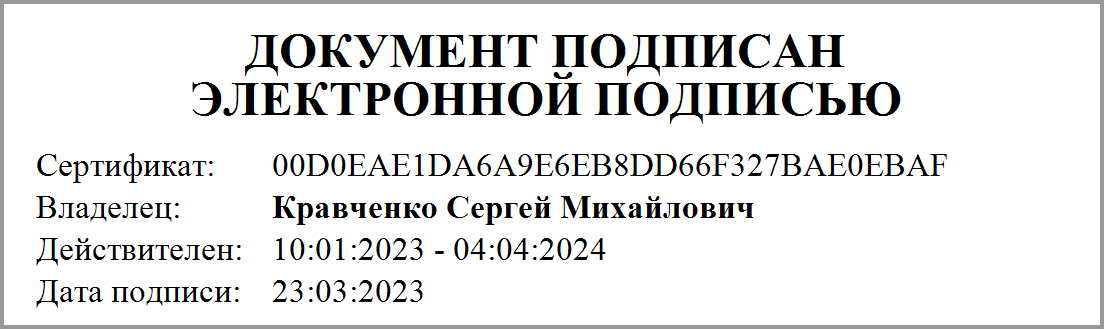 ДОКУМЕНТ ПОДПИСАН
ЭЛЕКТРОННОЙ ПОДПИСЬЮ
Сертификат: 00D0EAE1DA6A9E6EB8DD66F327BAE0EBAF
Владелец: Кравченко Сергей Михайлович
Действителен: 10:01:2023 - 04:04:2024
Дата подписи: 23:03:2023